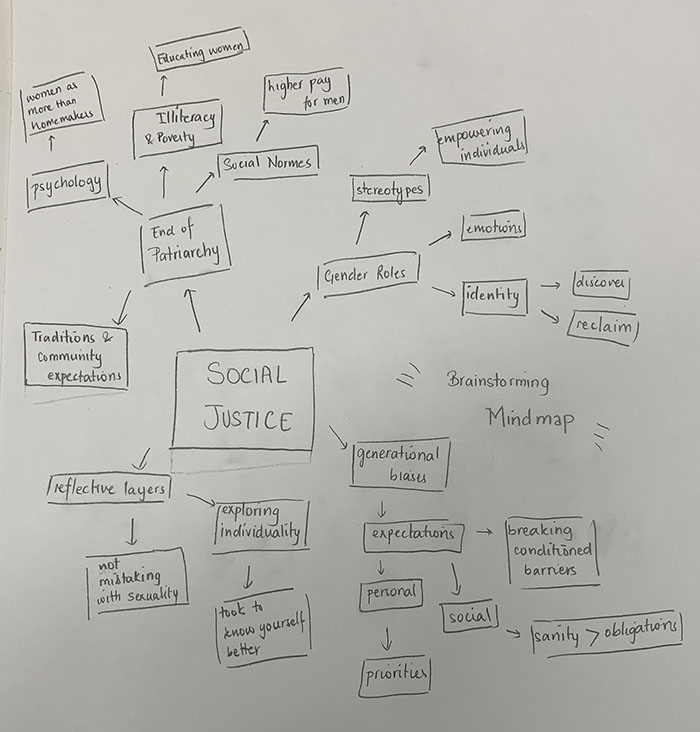 Educating women
women as
more than
homemakers
higher pay
for men
Illiteracy
& Poverty
Social Normes
empowering
individuals
psychology
stereotypes
End of
Patriarchy
emotions
Gender Roles
identity
discover
reclaim
Traditions &
Community
expectations
SOCIAL
JUSTICE
Brainstorming
Mind map
generational
biases
reflective layers
exploring
individuality
expectations
breaking
conditioned
barriers
not
mistaking
with sexuality
personal
took to
know yourself
better
social
sanity > obligations
priorities